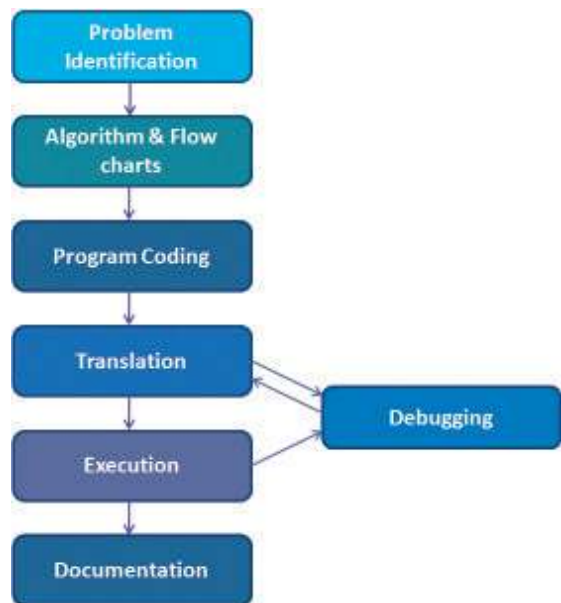 Problem
Identification
Algorithm & Flow
charts
Program Coding
Translation
Debugging
Execution
Documentation